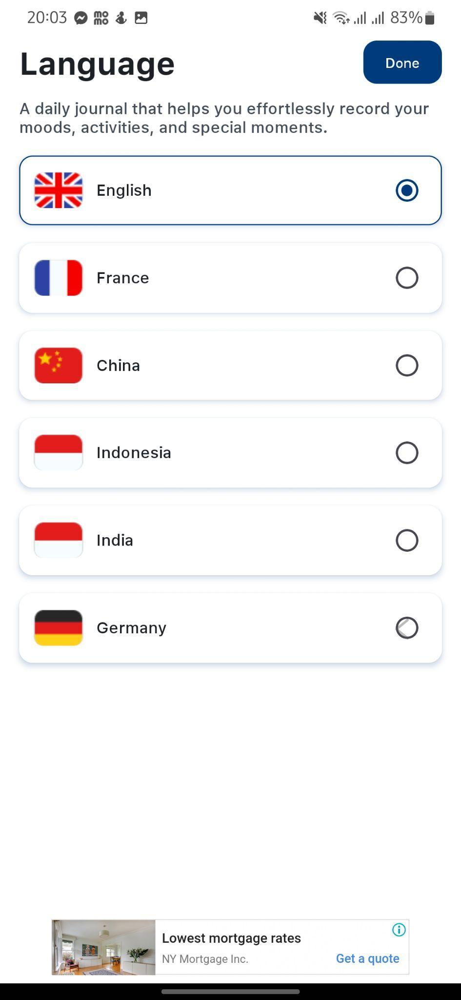 20:03
83%
Language
Done
A daily journal that helps you effortlessly record your
moods, activities, and special moments.
English
France
China
Indonesia
India
Germany
Lowest mortgage rates
NY Mortgage Inc.
Get a quote